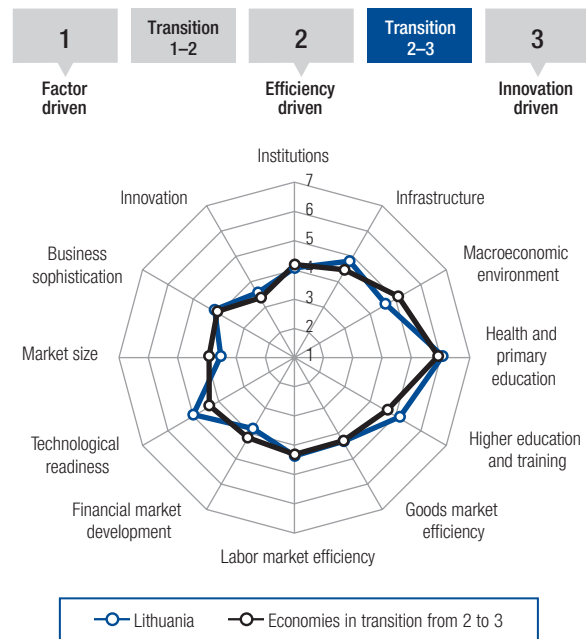 1
Transition
1–2
2
Transition
2–3
3
Factor
driven
Efficiency
driven
Innovation
driven
Institutions
Innovation
Infrastructure
Business
sophistication
Macroeconomic
environment
Market size
Health and
primary
education
Technological
readiness
Higher education
and training
Financial market
development
Goods market
efficiency
Labor market efficiency
7
6
5
4
3
2
1
Lithuania
Economies in transition from 2 to 3